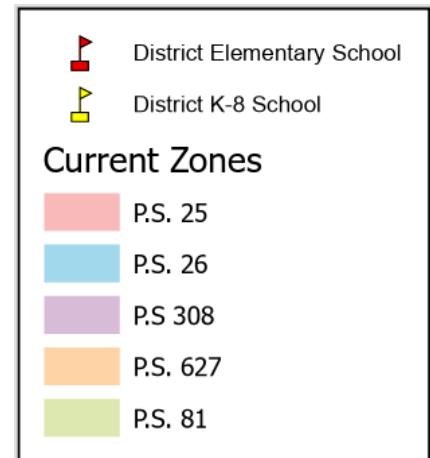 District Elementary School
District K-8 School
Current Zones
P.S. 25
P.S. 26
P.S 308
P.S. 627
P.S. 81